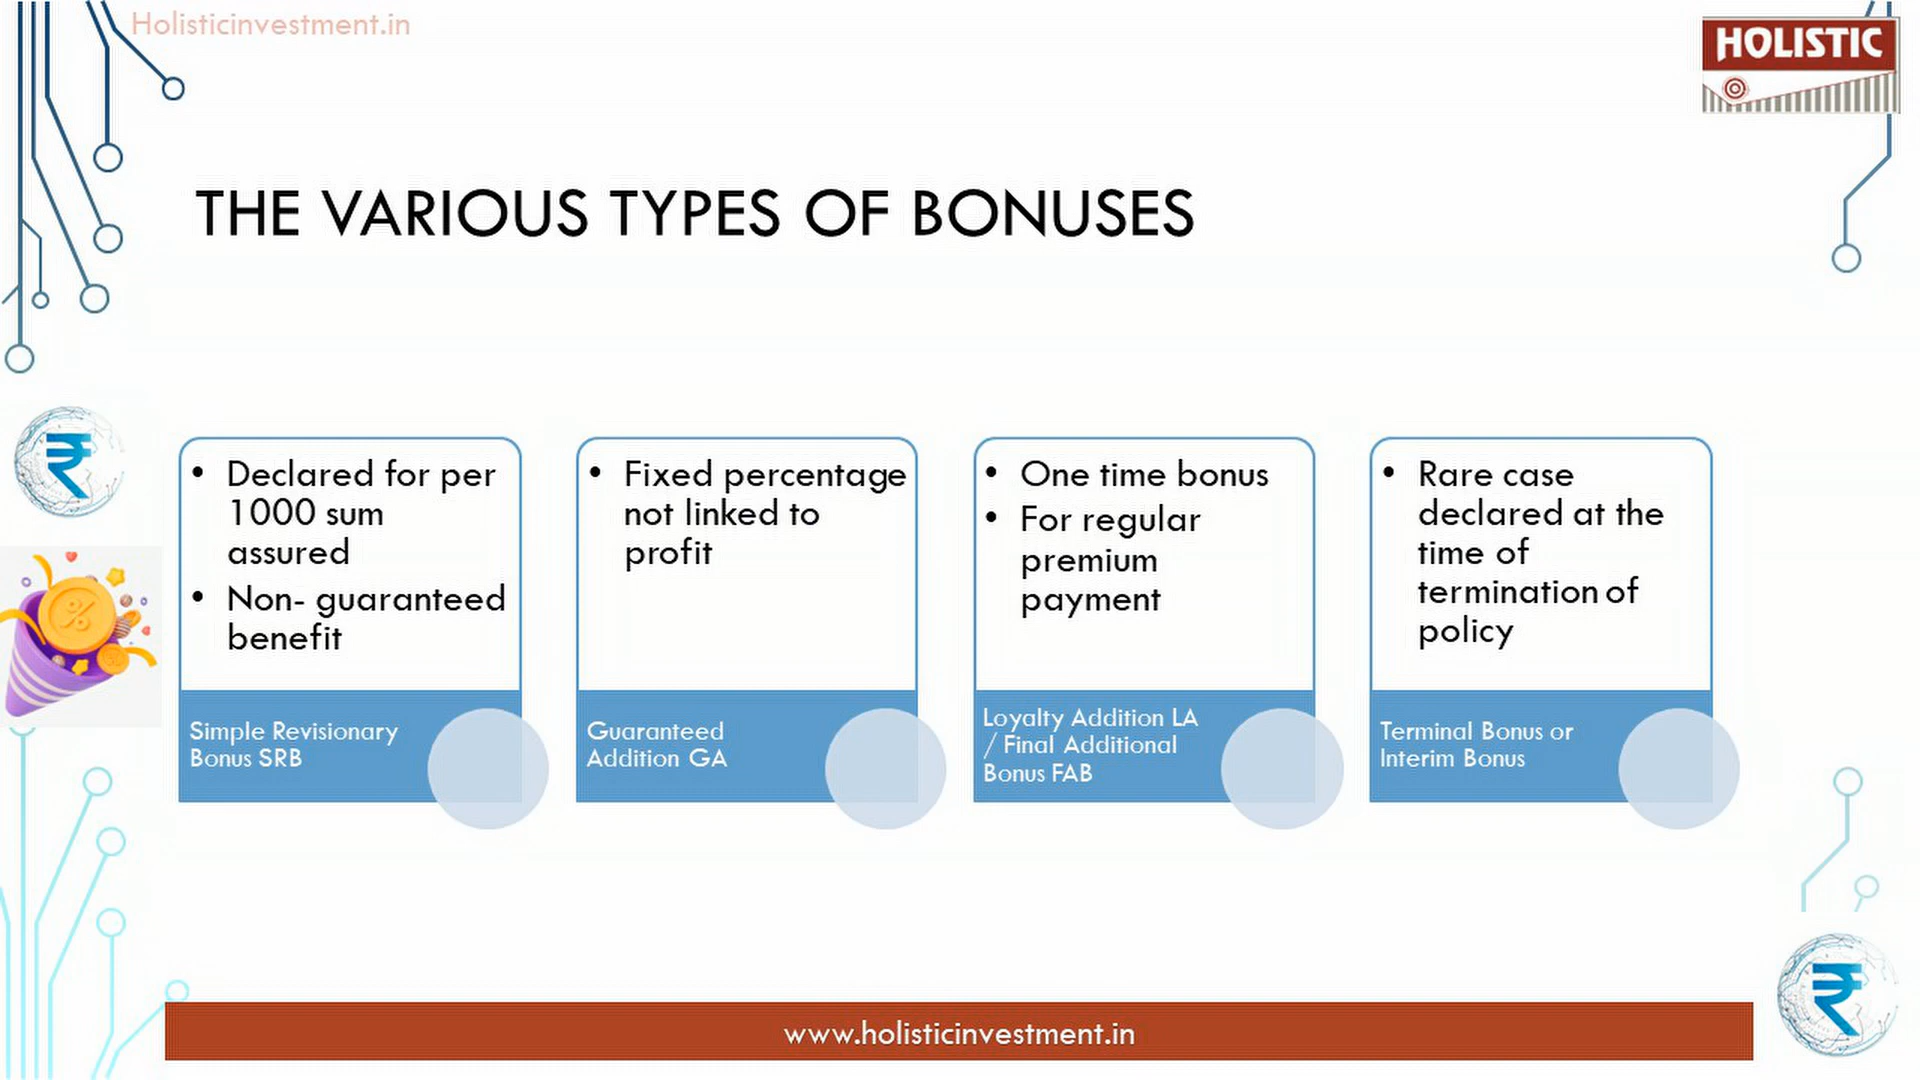 Holisticinvestment.in
HOLISTIC
THE VARIOUS TYPES OF BONUSES
• Declared for per
1000 sum
assured
• Non- guaranteed
benefit
Simple Revisionary
Bonus SRB
• Fixed percentage
not linked to
profit
Guaranteed
Addition GA
• One time bonus
• For regular
premium
payment
Loyalty Addition LA
/ Final Additional
Bonus FAB
• Rare case
declared at the
time of
termination of
policy
Terminal Bonus or
Interim Bonus
www.holisticinvestment.in